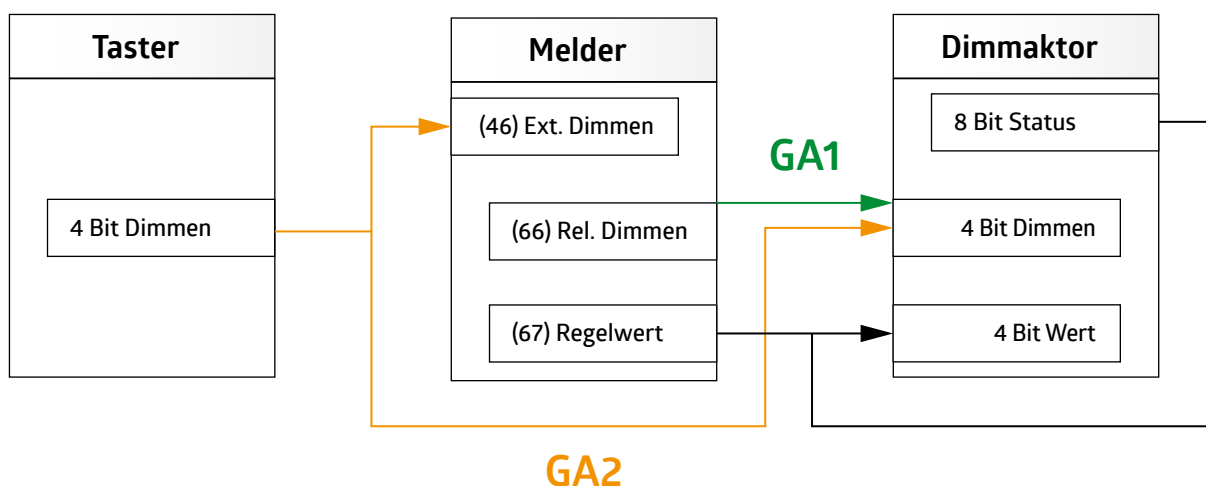 Taster
4 Bit Dimmen
Melder
(46) Ext. Dimmen
(66) Rel. Dimmen
(67) Regelwert
GA1
GA2
Dimmaktor
8 Bit Status
4 Bit Dimmen
4 Bit Wert